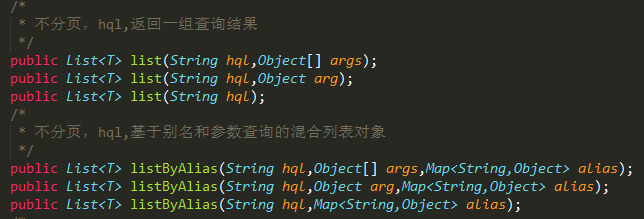 /*
* 不分页，hql,返回一组查询结果
*/
public List<T> list(String hql,Object[] args);
public List<T> list(String hql,Object arg);
public List<T> list(String hql);
/*
* 不分页，hql,基于别名和参数查询的混合列表对象
*/
public List<T> listByAlias(String hql,Object[] args,Map<String,Object> alias);
public List<T> listByAlias(String hql,Object arg,Map<String,Object> alias);
public List<T> listByAlias(String hql,Map<String,Object> alias);